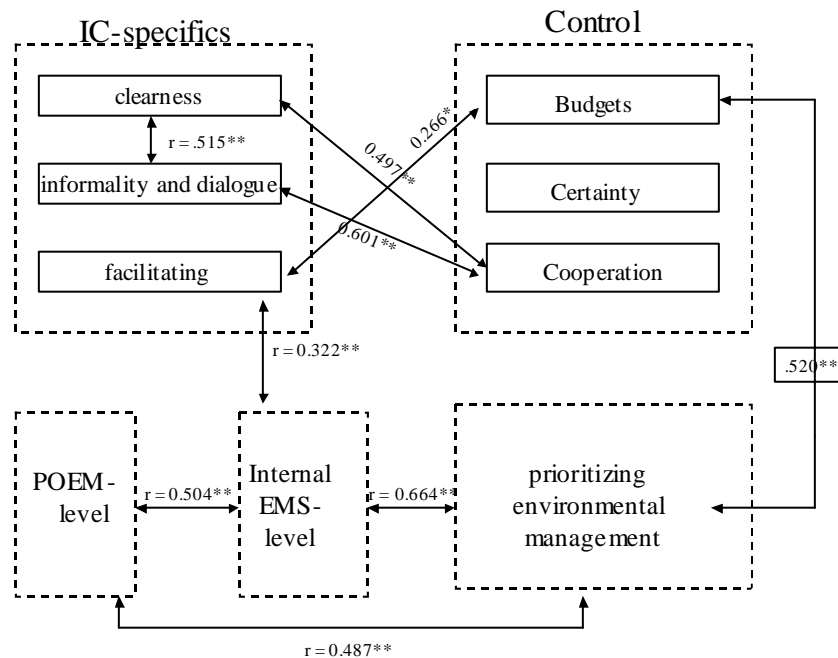 IC-specifics
Control
clearness
r = .515**
informality and dialogue
facilitating
0.266*
0.497**
0.601**
Budgets
Certainty
Cooperation
r = 0.322**
.520**
POEM-
level
r = 0.504**
Internal
EMS-
level
r = 0.664**
prioritizing
environmental
management
r = 0.487**